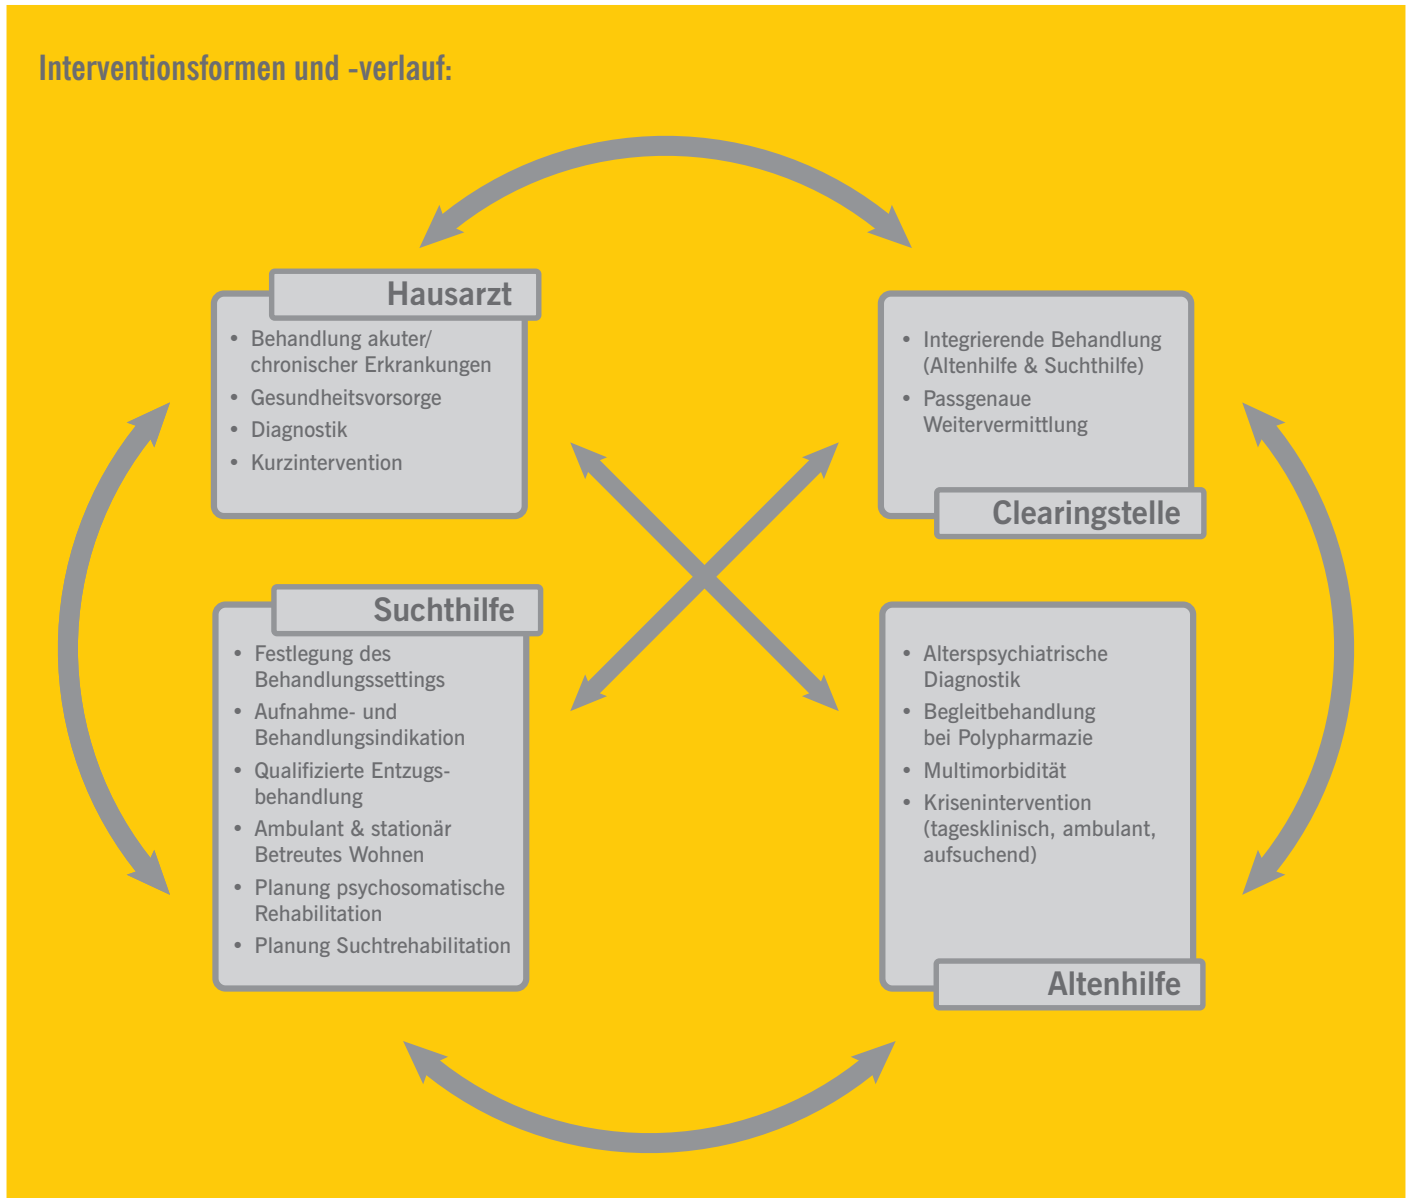 Interventionsformen und -verlauf:
Hausarzt
• Behandlung akuter/
chronischer Erkrankungen
• Gesundheitsvorsorge
• Diagnostik
• Kurzintervention
• Integrierende Behandlung
(Altenhilfe & Suchthilfe)
• Passgenaue
Weitervermittlung
Clearingstelle
Suchthilfe
• Festlegung des
Behandlungssettings
• Aufnahme- und
Behandlungsindikation
• Qualifizierte Entzugs-
behandlung
• Ambulant & stationär
Betreutes Wohnen
• Planung psychosomatische
Rehabilitation
• Planung Suchtrehabilitation
• Alterspsychiatrische
Diagnostik
• Begleitbehandlung
bei Polypharmazie
• Multimorbidität
• Krisenintervention
(tagesklinisch, ambulant,
aufsuchend)
Altenhilfe